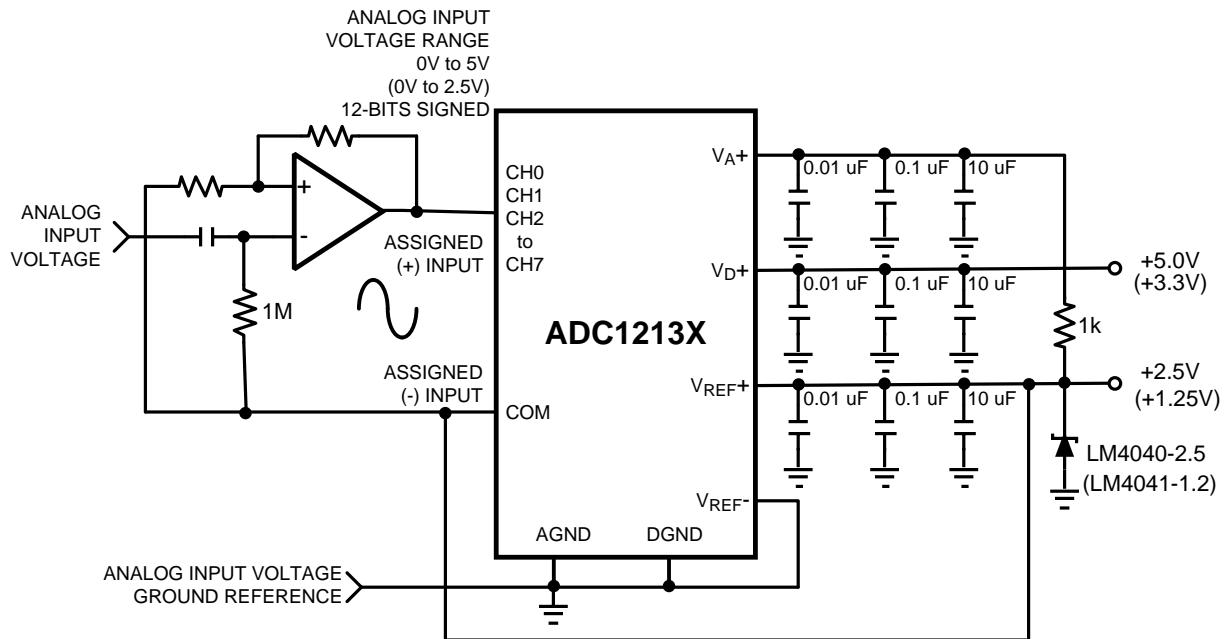 ANALOG INPUT
VOLTAGE RANGE
0V to 5V
(0V to 2.5V)
12-BITS SIGNED
ANALOG
INPUT
VOLTAGE
+
-
1M
ASSIGNED
(+) INPUT
ASSIGNED
(-) INPUT
CH0
CH1
CH2
to
CH7
COM
ADC1213X
VA+
VD+
VREF+
VREF-
AGND
DGND
0.01 uF
0.1 uF
10 uF
0.01 uF
0.1 uF
10 uF
0.01 uF
0.1 uF
10 uF
+5.0V
(+3.3V)
1k
+2.5V
(+1.25V)
LM4040-2.5
(LM4041-1.2)
ANALOG INPUT VOLTAGE
GROUND REFERENCE